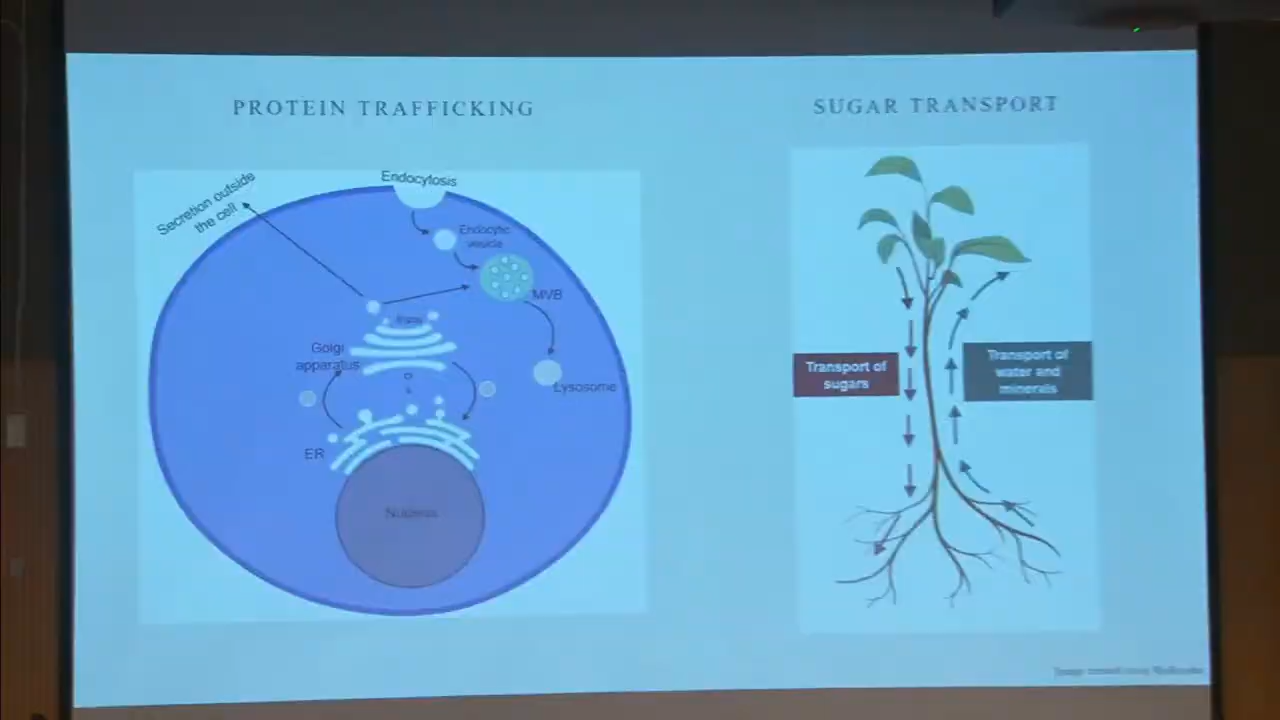 PROTEIN TRAFFICKING
SUGAR TRANSPORT
Secretion outside
the cell
Endocytosis
Endocytic
vesicle
MVB
Golgi
apparatus
Lysosome
ER
Nucleus
Transport of
sugars
Transport of
water and
minerals